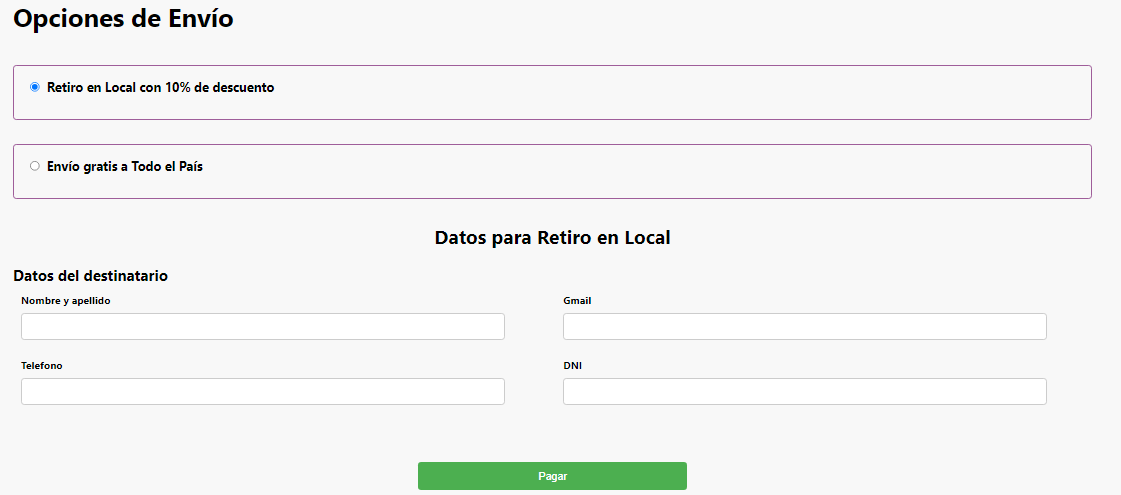 Opciones de Envío
Retiro en Local con 10% de descuento
Envío gratis a Todo el País
Datos para Retiro en Local
Datos del destinatario
Nombre y apellido
Gmail
Telefono
DNI
Pagar